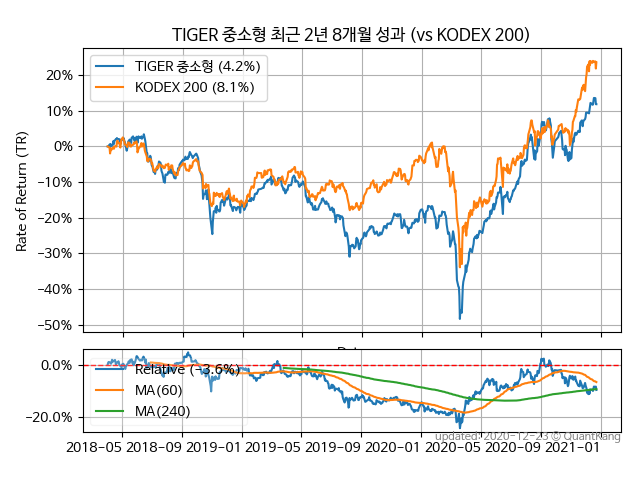 TIGER 중소형 최근 2년 8개월 성과 (vs KODEX 200)
TIGER 중소형 (4.2%)
KODEX 200 (8.1%)
Rate of Return (TR)
20%
10%
0%
−10%
−20%
−30%
−40%
−50%
0.0%
−20.0%
Relative (−3.6%)
MA(60)
MA(240)
2018-05 2018-09 2019-01 2019-05 2019-09 2020-01 2020-05 2020-09 2021-01
updated: 2020-12-23 © QuantKang